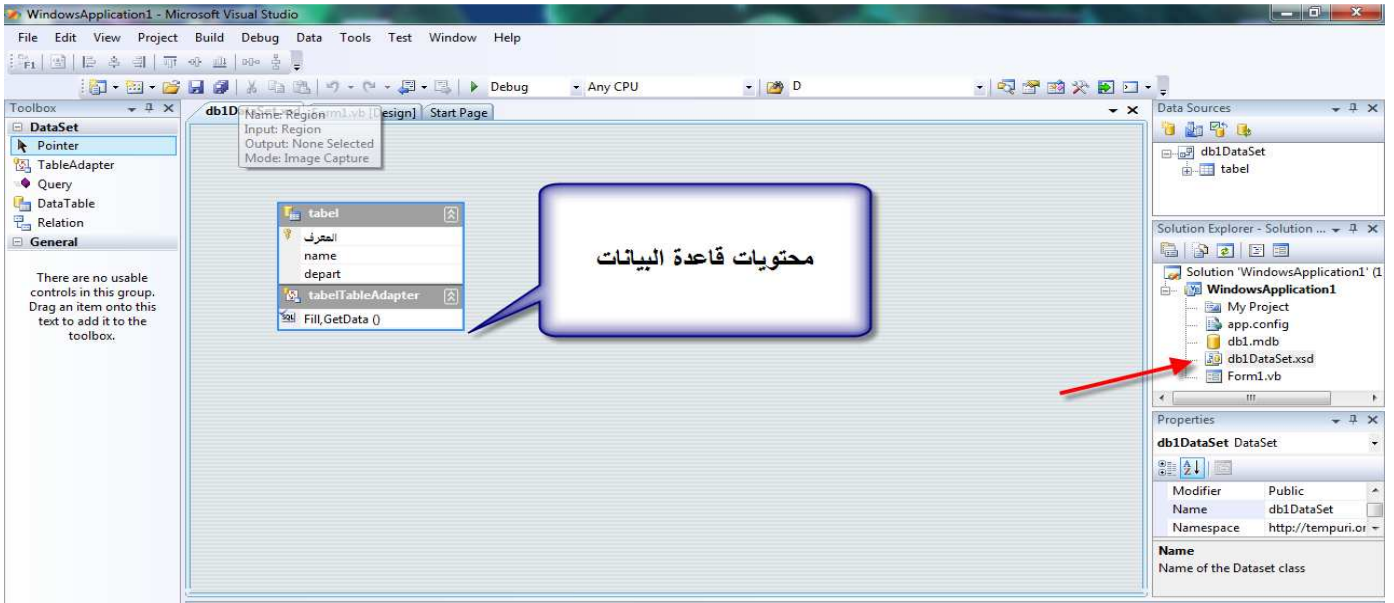 WindowsApplication1 - Microsoft Visual Studio
File Edit View Project Build Debug Data Tools Test Window Help
Debug Any CPU D
Toolbox
DataSet
Pointer
TableAdapter
Query
DataTable
Relation
General
There are no usable
controls in this group.
Drag an item onto this
text to add it to the
toolbox.
db1DataSet.xsd Form1.vb [Design] Start Page
Name: Region
Input: Region
Output: None Selected
Mode: Image Capture
tabel
المعرف
name
depart
tabelTableAdapter
Fill,GetData ()
محتويات قاعدة البيانات
Data Sources
db1DataSet
tabel
Solution Explorer - Solution ...
Solution 'WindowsApplication1' (1
WindowsApplication1
My Project
app.config
db1.mdb
db1DataSet.xsd
Form1.vb
Properties
db1DataSet DataSet
Modifier Public
Name db1DataSet
Namespace http://tempuri.or
Name
Name of the Dataset class